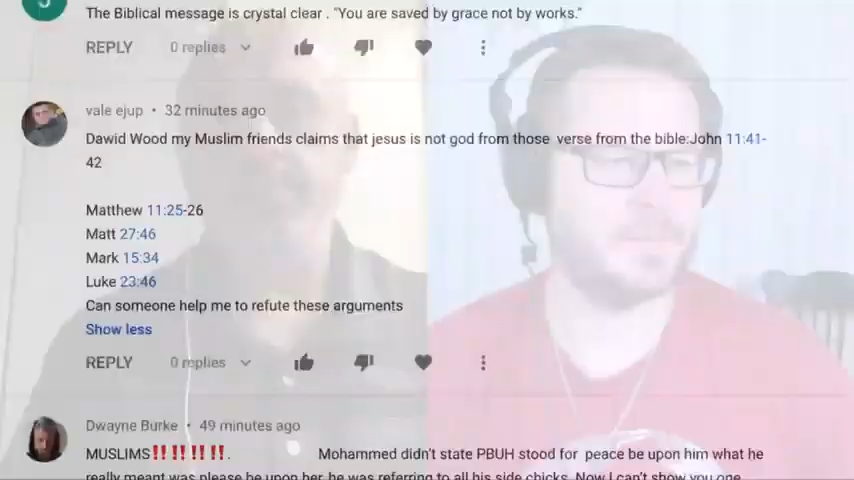 The Biblical message is crystal clear . "You are saved by grace not by works."
REPLY 0 replies
vale ejup • 32 minutes ago
Dawid Wood my Muslim friends claims that jesus is not god from those verse from the bible:John 11:41-
42
Matthew 11:25-26
Matt 27:46
Mark 15:34
Luke 23:46
Can someone help me to refute these arguments
Show less
REPLY 0 replies
Dwayne Burke • 49 minutes ago
MUSLIMS‼️‼️‼️‼️. Mohammed didn't state PBUH stood for peace be upon him what he
really meant was please be upon her, he was referring to all his side chicks. Now I can't show you one